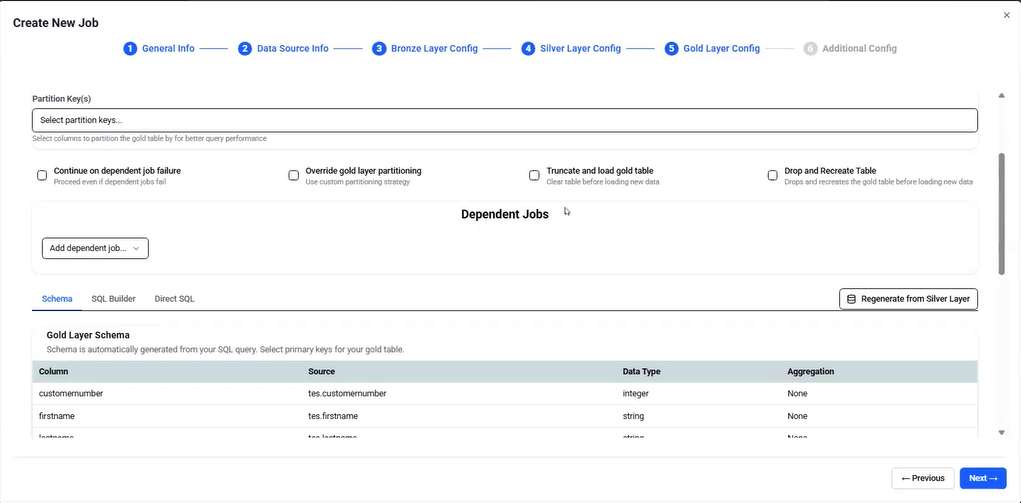 Create New Job
×
1 General Info
2 Data Source Info
3 Bronze Layer Config
4 Silver Layer Config
5 Gold Layer Config
6 Additional Config
Partition Key(s)
Select partition keys...
Select columns to partition the gold table by for better query performance
Continue on dependent job failure
Proceed even if dependent jobs fail
Override gold layer partitioning
Use custom partitioning strategy
Truncate and load gold table
Clear table before loading new data
Drop and Recreate Table
Drops and recreates the gold table before loading new data
Dependent Jobs
Add dependent job...
Schema SQL Builder Direct SQL
Regenerate from Silver Layer
Gold Layer Schema
Schema is automatically generated from your SQL query. Select primary keys for your gold table.
Column Source Data Type Aggregation
customernumber tes.customernumber integer None
firstname tes.firstname string None
lastname tes.lastname string None
← Previous
Next →